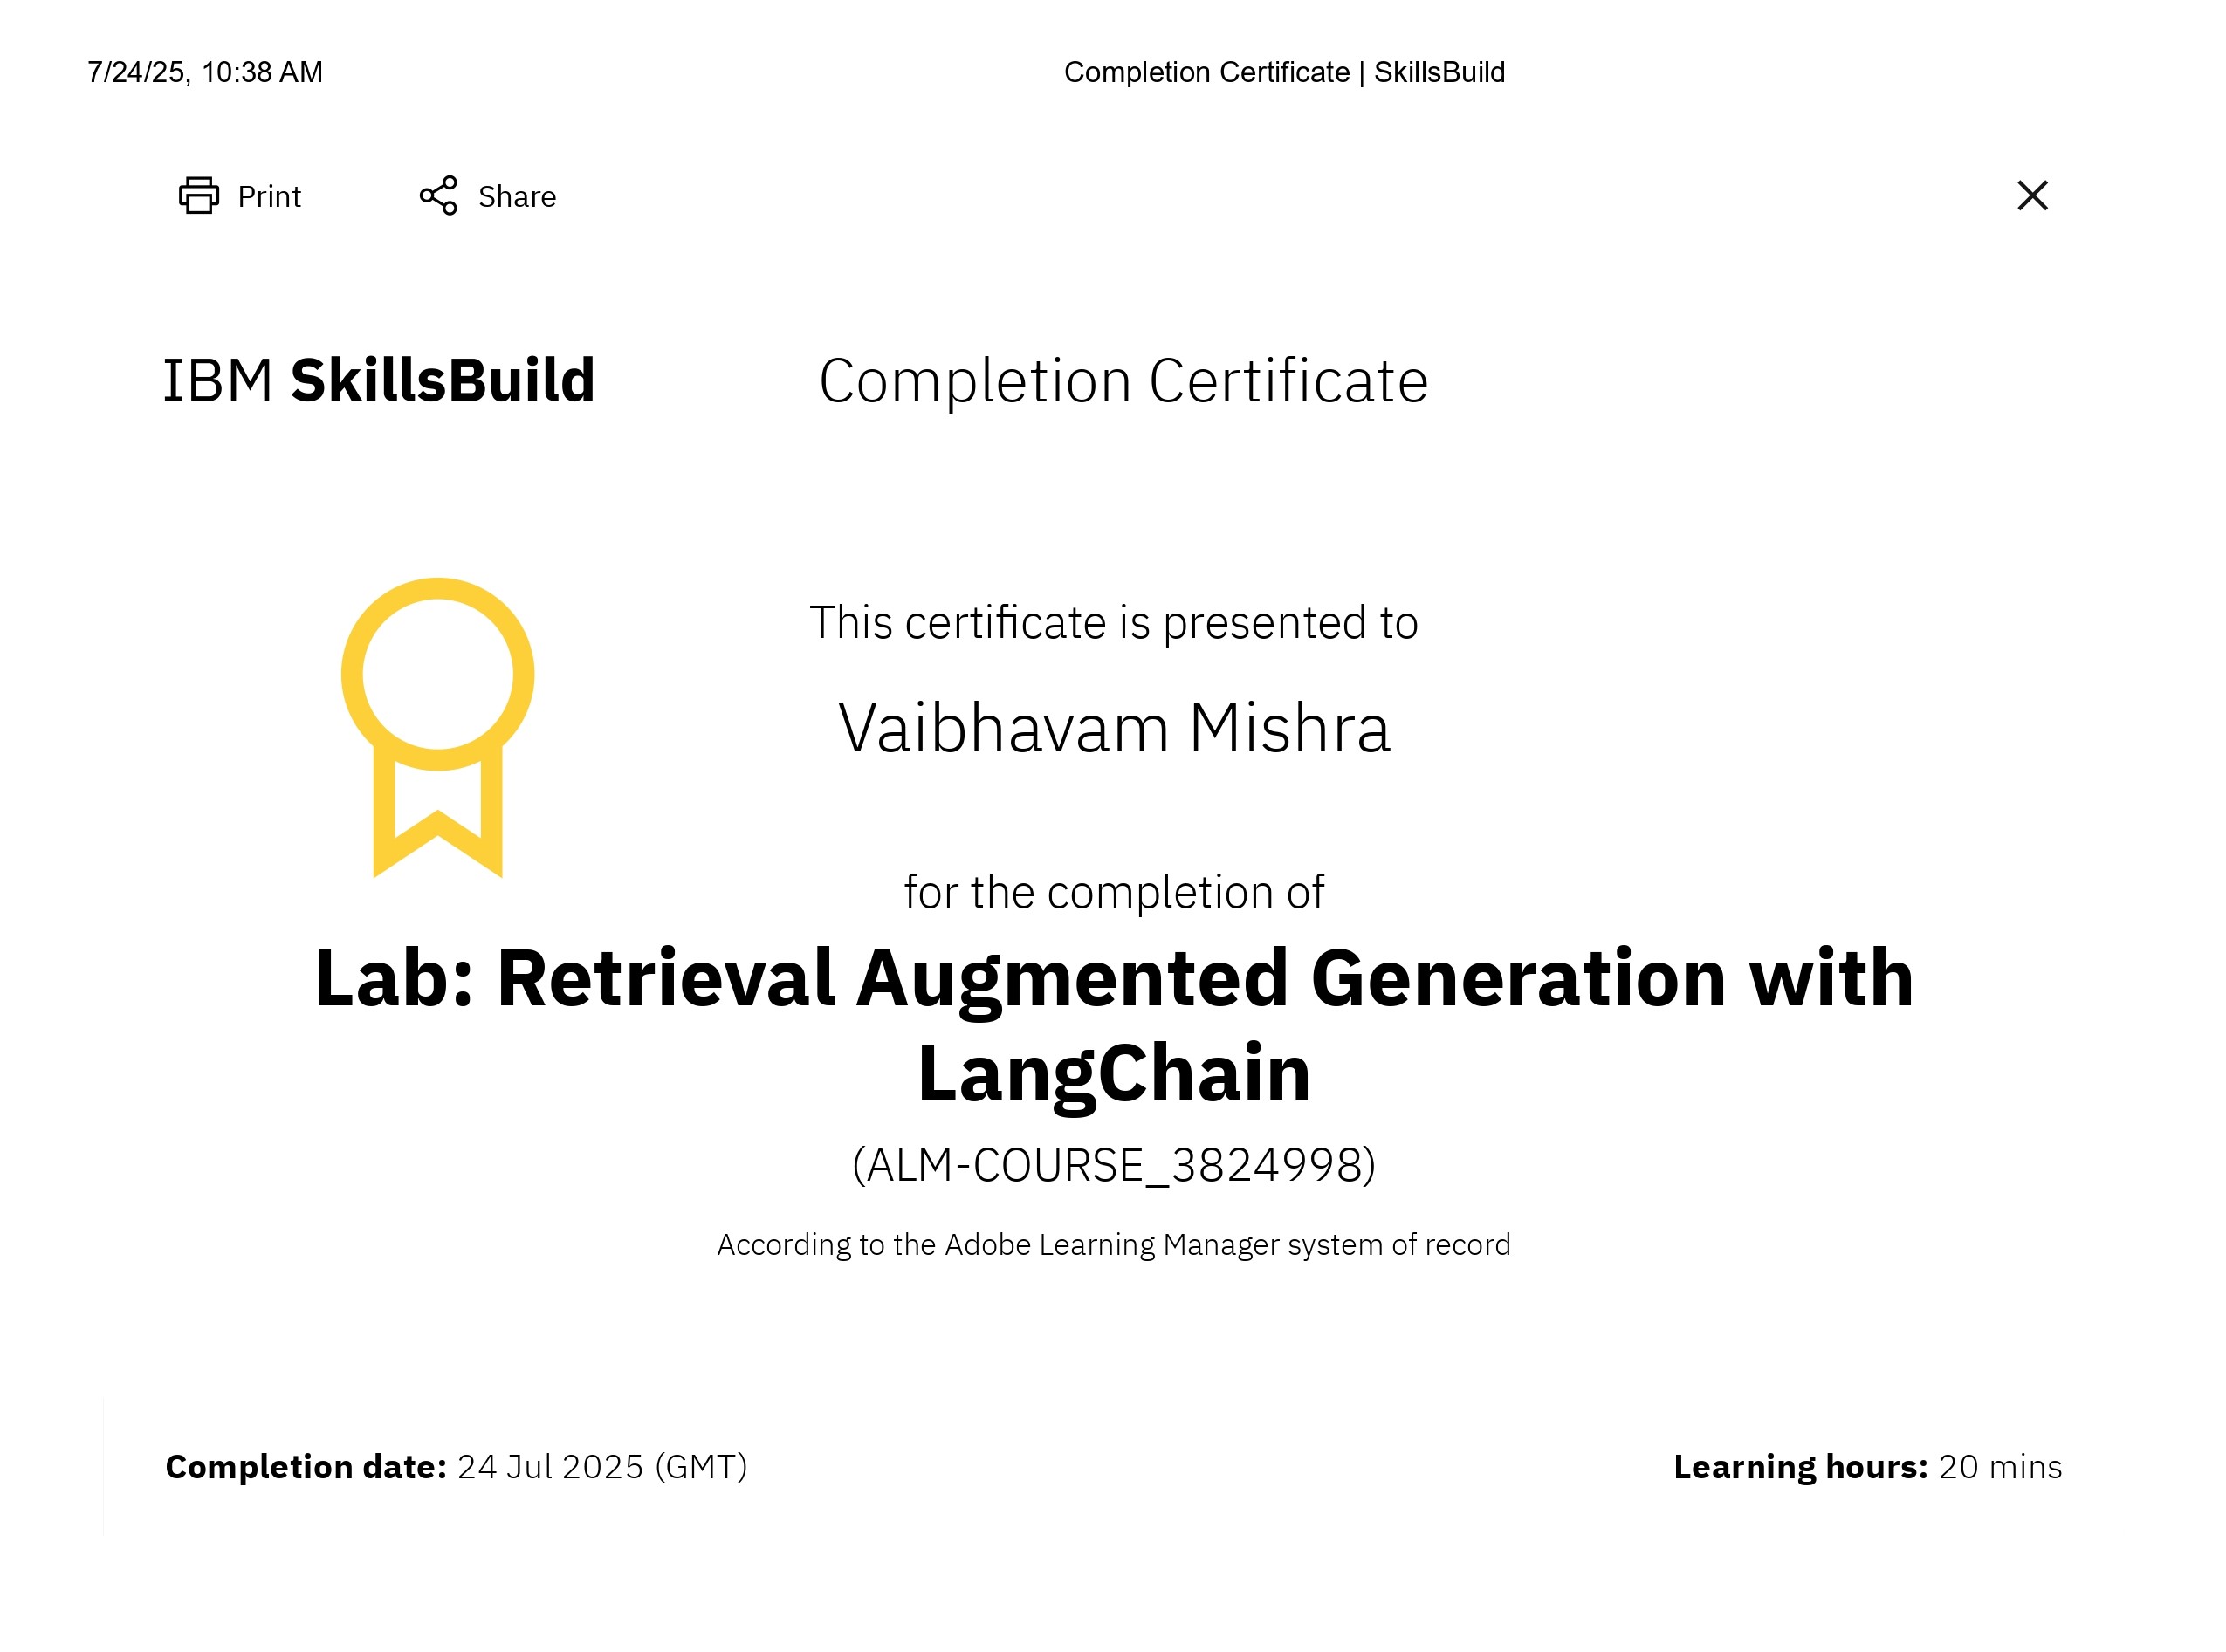 7/24/25, 10:38 AM
Completion Certificate | SkillsBuild
Print
Share
IBM SkillsBuild
Completion Certificate
This certificate is presented to
Vaibhavam Mishra
for the completion of
Lab: Retrieval Augmented Generation with
LangChain
(ALM-COURSE_3824998)
According to the Adobe Learning Manager system of record
Completion date: 24 Jul 2025 (GMT)
Learning hours: 20 mins